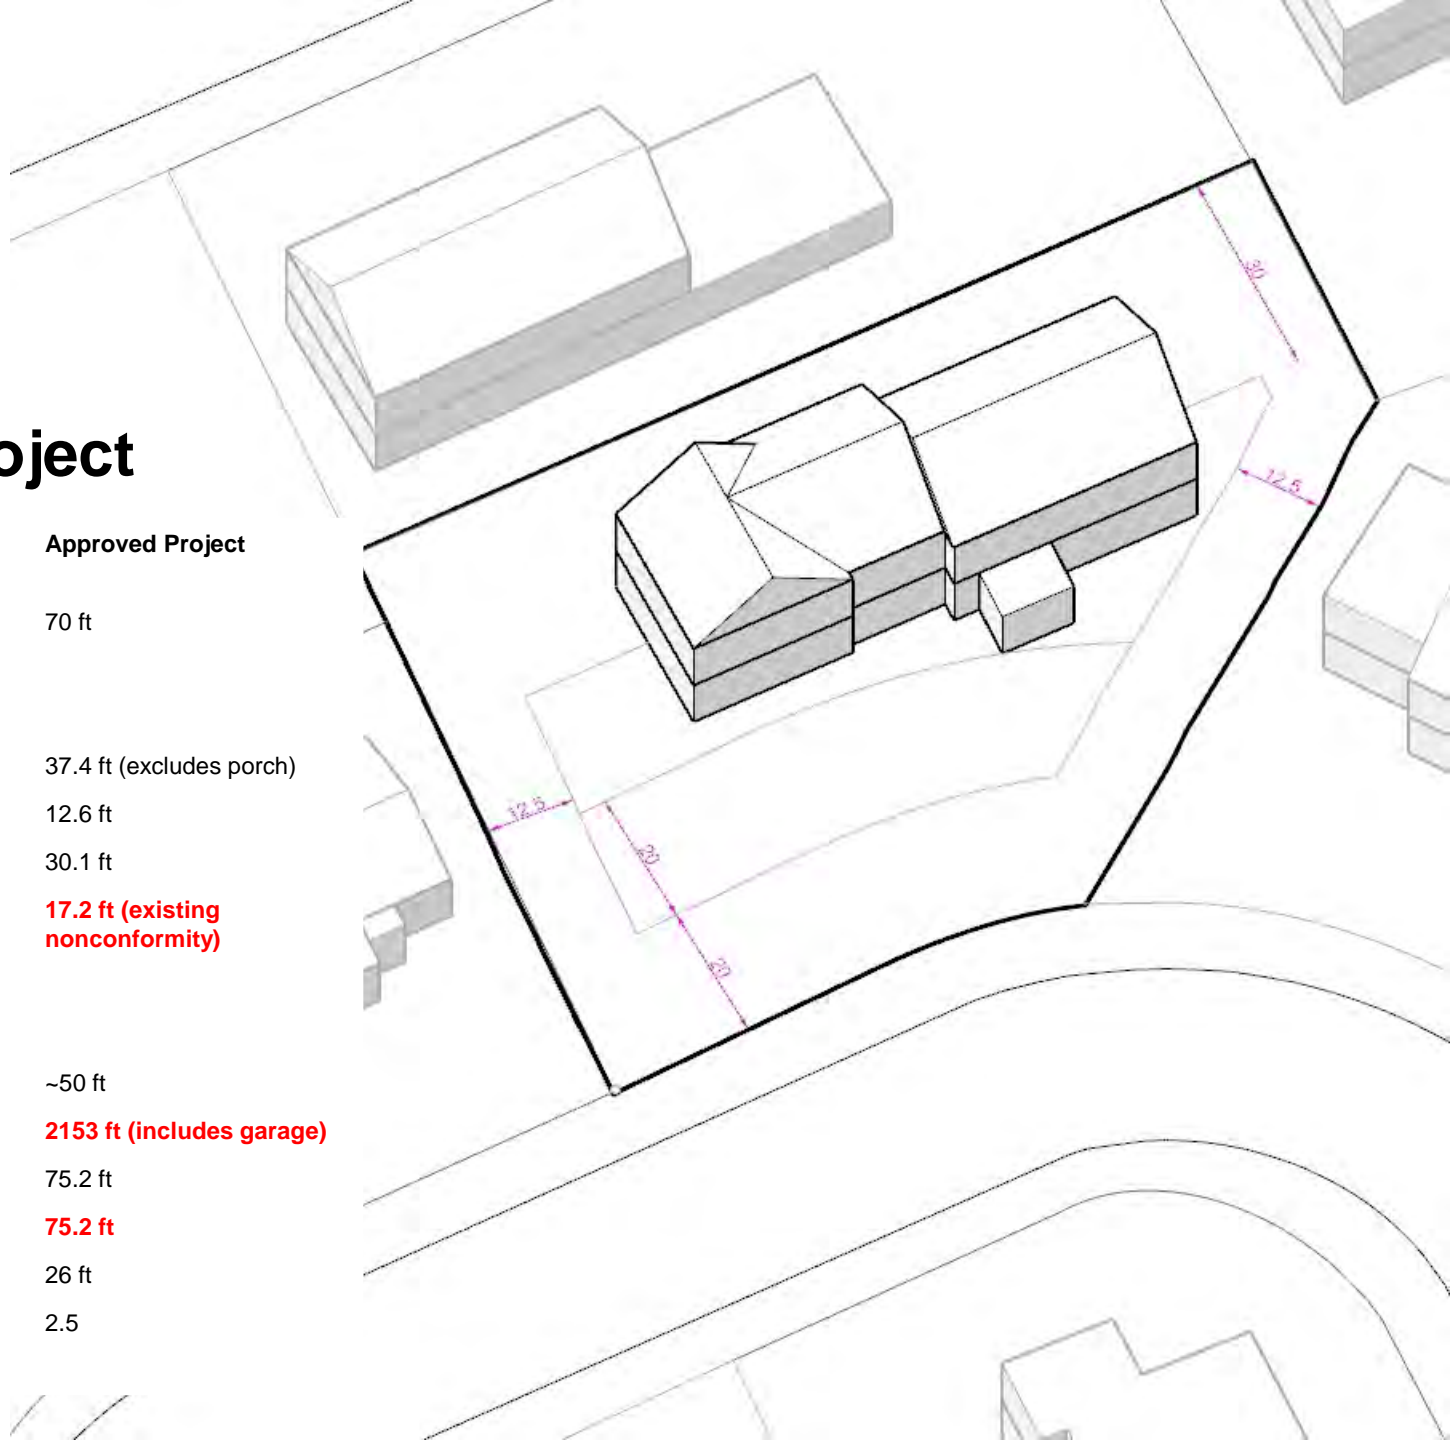 oject
Approved Project
70 ft
37.4 ft (excludes porch)
12.6 ft
30.1 ft
17.2 ft (existing
nonconformity)
~50 ft
2153 ft (includes garage)
75.2 ft
75.2 ft
26 ft
2.5
30
12.5
12.5
20
20